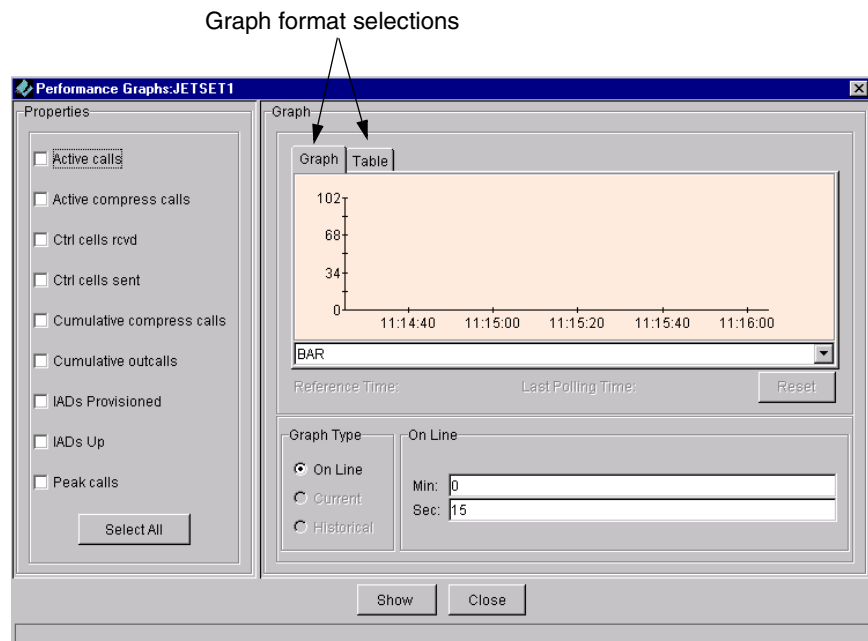 Graph format selections
Performance Graphs:JETSET1
Properties
Active calls
Active compress calls
Ctrl cells rcvd
Ctrl cells sent
Cumulative compress calls
Cumulative outcalls
IADs Provisioned
IADs Up
Peak calls
Select All
Graph
Graph Table
102
68
34
0
11:14:40 11:15:00 11:15:20 11:15:40 11:16:00
BAR
Reference Time: Last Polling Time: Reset
Graph Type
On Line
Current
Historical
On Line
Min: 0
Sec: 15
Show Close